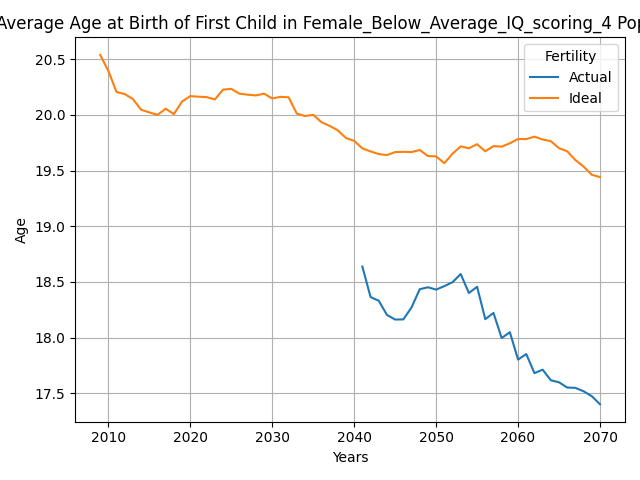 Average Age at Birth of First Child in Female_Below_Average_IQ_scoring_4 Pop
Fertility
Actual
Ideal
20.5
20.0
19.5
19.0
18.5
18.0
17.5
Age
2010 2020 2030 2040 2050 2060 2070
Years